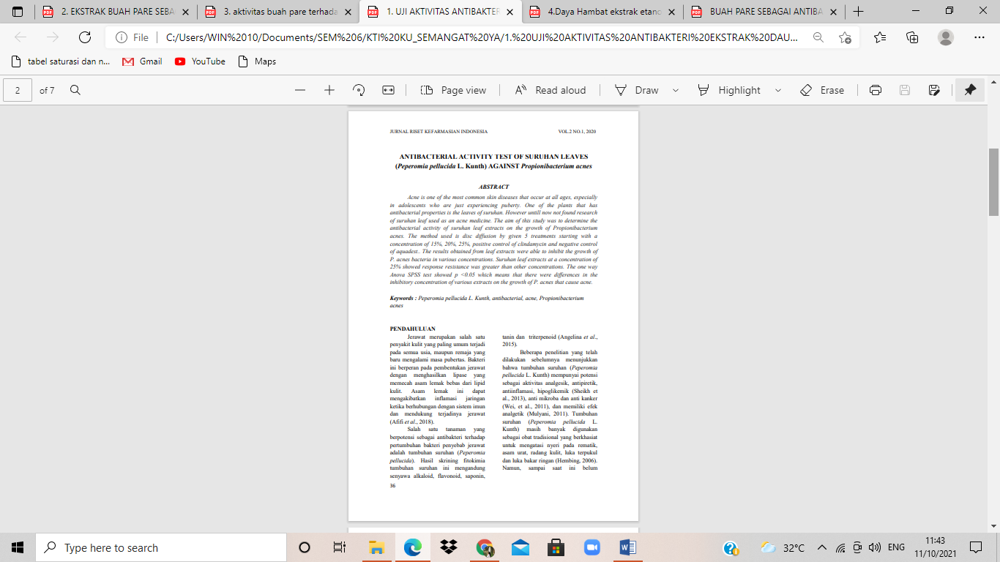 2. EKSTRAK BUAH PARE SEBA
3. aktivitas buah pare terhada
1. UJI AKTIVITAS ANTIBAKTER
4.Daya Hambat ekstrak etano
BUAH PARE SEBAGAI ANTIBA
File
C:/Users/WIN%2010/Documents/SEM%206/KTI%20KU_SEMANGAT%20YA/1.%20UJI%20AKTIVITAS%20ANTIBAKTERI%20EKSTRAK%20DAU...
tabel saturasi dan n...
Gmail
YouTube
Maps
2 of 7
Page view
Read aloud
Draw
Highlight
Erase
JURNAL RISET KEFARMASIAN INDONESIA VOL.2 NO.1, 2020
ANTIBACTERIAL ACTIVITY TEST OF SURUHAN LEAVES
(Peperomia pellucida L. Kunth) AGAINST Propionibacterium acnes
ABSTRACT
Acne is one of the most common skin diseases that occur at all ages, especially
in adolescents who are just experiencing puberty. One of the plants that has
antibacterial properties is the leaves of suruhan. However untill now not found research
of suruhan leaf used as an acne medicine. The aim of this study was to determine the
antibacterial activity of suruhan leaf extracts on the growth of Propionibacterium
acnes. The method used is disc diffusion by given 5 treatments starting with a
concentration of 15%, 20%, 25%, positive control of clindamycin and negative control
of aquadest.. The results obtained from leaf extracts were able to inhibit the growth of
P. acnes bacteria in various concentrations. Suruhan leaf extracts at a concentration of
25% showed response resistance was greater than other concentrations. The one way
Anova SPSS test showed p <0.05 which means that there were differences in the
inhibitory concentration of various extracts on the growth of P. acnes that cause acne.
Keywords : Peperomia pellucida L. Kunth, antibacterial, acne, Propionibacterium
acnes
PENDAHULUAN
Jerawat merupakan salah satu
penyakit kulit yang paling umum terjadi
pada semua usia, maupun remaja yang
baru mengalami masa pubertas. Bakteri
ini berperan pada pembentukan jerawat
dengan menghasilkan lipase yang
memecah asam lemak bebas dari lipid
kulit. Asam lemak ini dapat
mengakibatkan inflamasi jaringan
ketika berhubungan dengan sistem imun
dan mendukung terjadinya jerawat
(Afifi et al., 2018).
Salah satu tanaman yang
berpotensi sebagai antibakteri terhadap
pertumbuhan bakteri penyebab jerawat
adalah tumbuhan suruhan (Peperomia
pellucida). Hasil skrining fitokimia
tumbuhan suruhan ini mengandung
senyawa alkaloid, flavonoid, saponin,
36
tanin dan triterpenoid (Angelina et al.,
2015).
Beberapa penelitian yang telah
dilakukan sebelumnya menunjukkan
bahwa tumbuhan suruhan (Peperomia
pellucida L. Kunth) mempunyai potensi
sebagai aktivitas analgesik, antipiretik,
antiinflamasi, hipoglikemik (Sheikh et
al., 2013), anti mikroba dan anti kanker
(Wei, et al., 2011), dan memiliki efek
analgetik (Mulyani, 2011). Tumbuhan
suruhan (Peperomia pellucida L.
Kunth) masih banyak digunakan
sebagai obat tradisional yang berkhasiat
untuk mengatasi nyeri pada rematik,
asam urat, radang kulit, luka terpukul
dan luka bakar ringan (Hembing, 2006).
Namun, sampai saat ini belum
Type here to search
32°C
ENG
11:43
11/10/2021